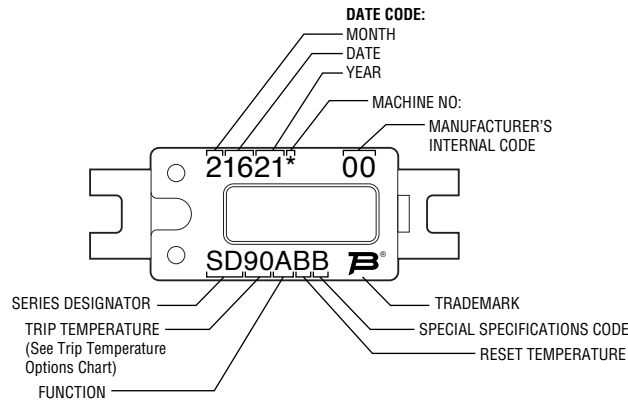 DATE CODE:
MONTH
DATE
YEAR
MACHINE NO:
MANUFACTURER'S
INTERNAL CODE
21621*
00
SD90ABB
B®
SERIES DESIGNATOR
TRADEMARK
TRIP TEMPERATURE
(See Trip Temperature
Options Chart)
SPECIAL SPECIFICATIONS CODE
RESET TEMPERATURE
FUNCTION